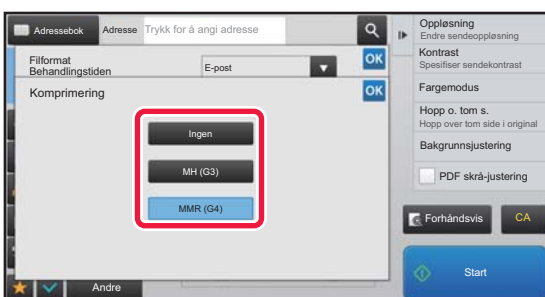 Adressebok
Adresse
Trykk for å angi adresse
Filformat
Behandlingstiden
E-post
OK
Komprimering
OK
Ingen
MH (G3)
MMR (G4)
Andre
Oppløsning
Endre sendeoppløsning
Kontrast
Spesifiser sendekontrast
Fargemodus
Hopp o. tom s.
Hopp over tom side i original
Bakgrunnsjustering
PDF skrå-justering
Forhåndsvis
CA
Start